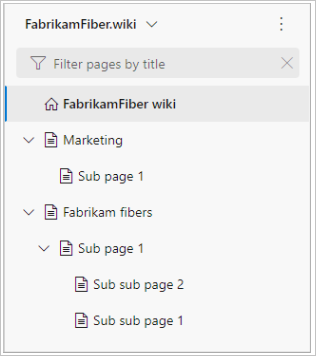 FabrikamFiber.wiki
Filter pages by title
FabrikamFiber wiki
Marketing
Sub page 1
Fabrikam fibers
Sub page 1
Sub sub page 2
Sub sub page 1